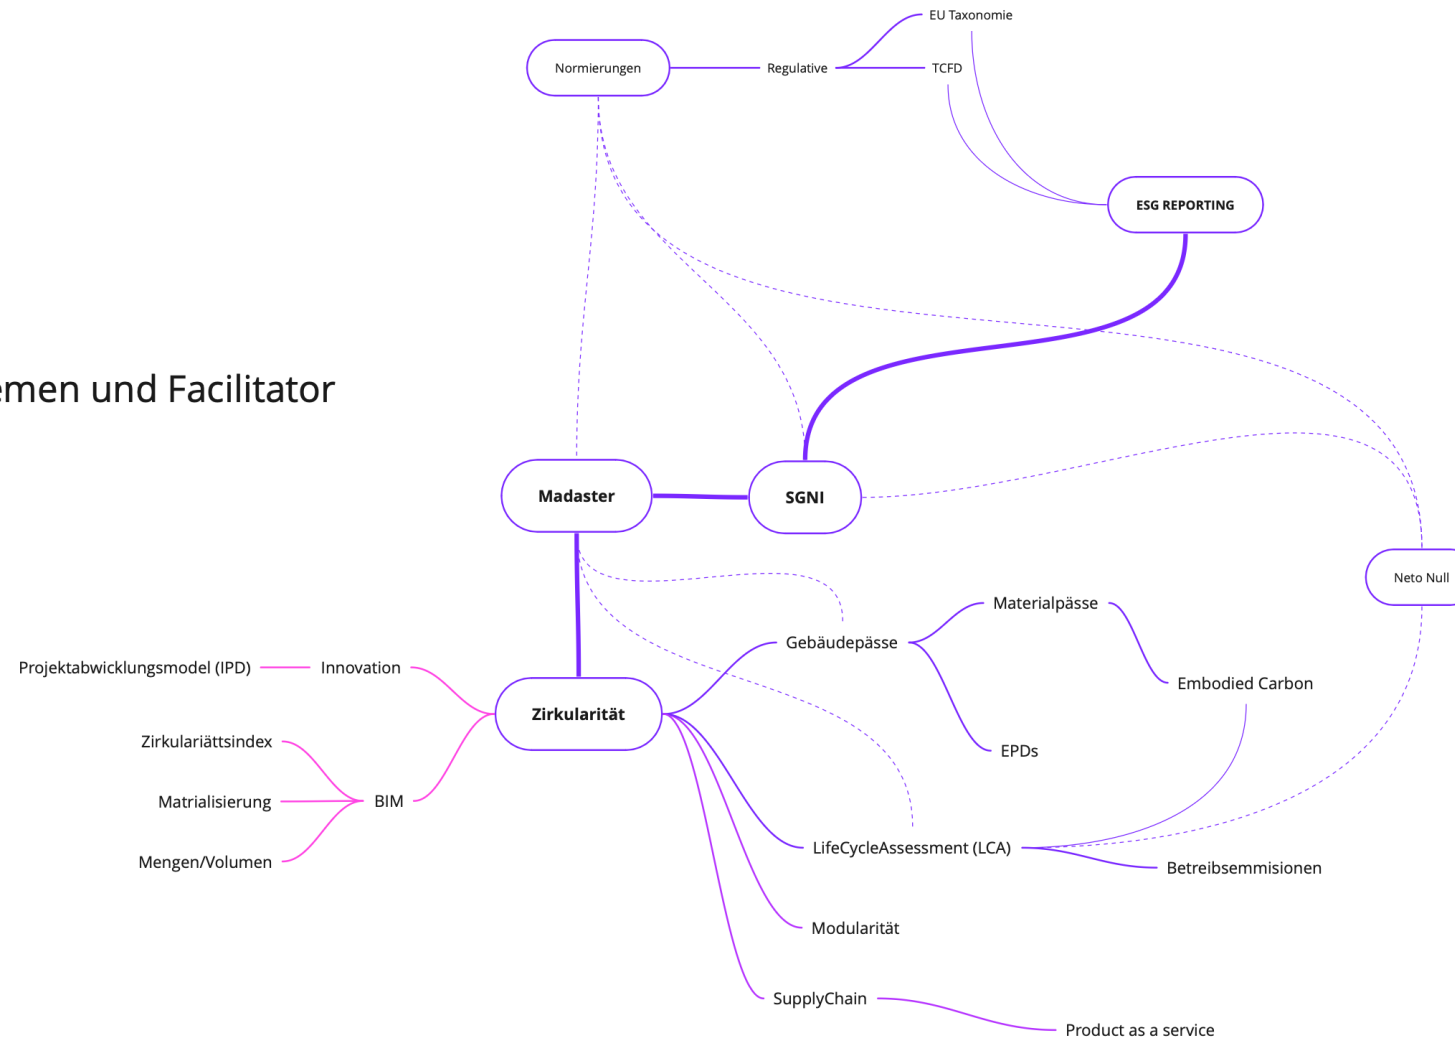 EU Taxonomie
Normierungen
Regulative
TCFD
ESG REPORTING
emen und Facilitator
Madaster
SGNI
Neto Null
Materialpässe
Gebäudepässe
Projektabwicklungsmodel (IPD)
Innovation
Embodied Carbon
Zirkularität
Zirkulariättsindex
EPDs
Matrialisierung
BIM
Mengen/Volumen
LifeCycleAssessment (LCA)
Betreibsemmisionen
Modularität
SupplyChain
Product as a service